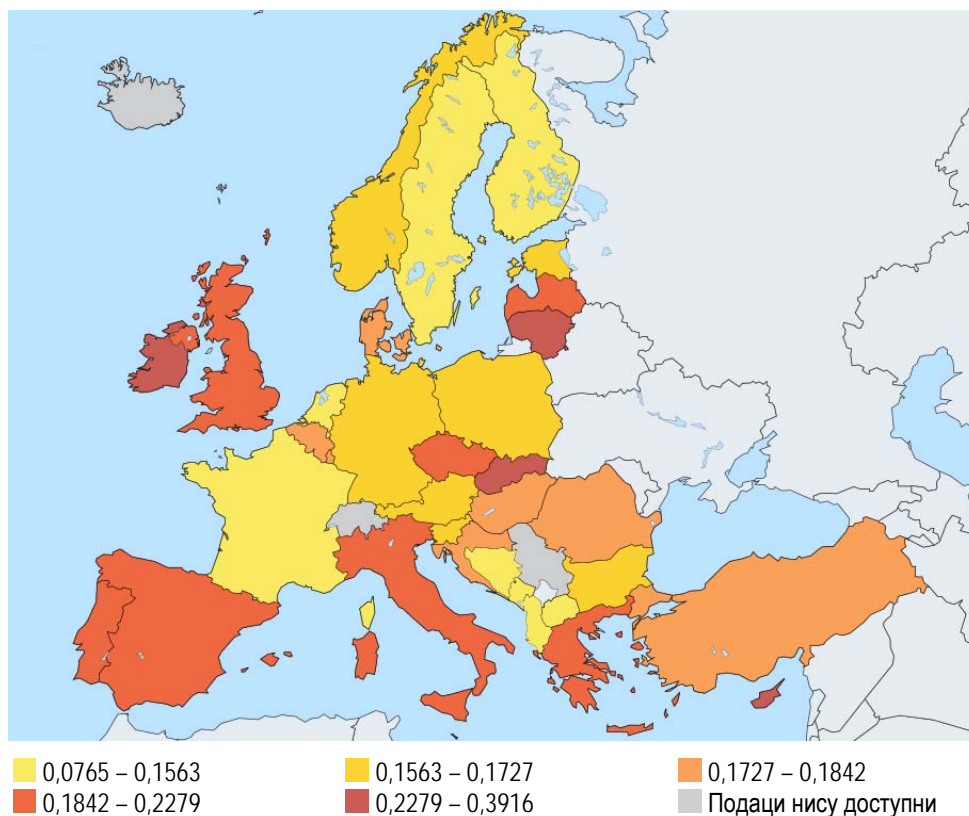 0,0765 – 0,1563
0,1563 – 0,1727
0,1727 – 0,1842
0,1842 – 0,2279
0,2279 – 0,3916
Подаци нису доступни